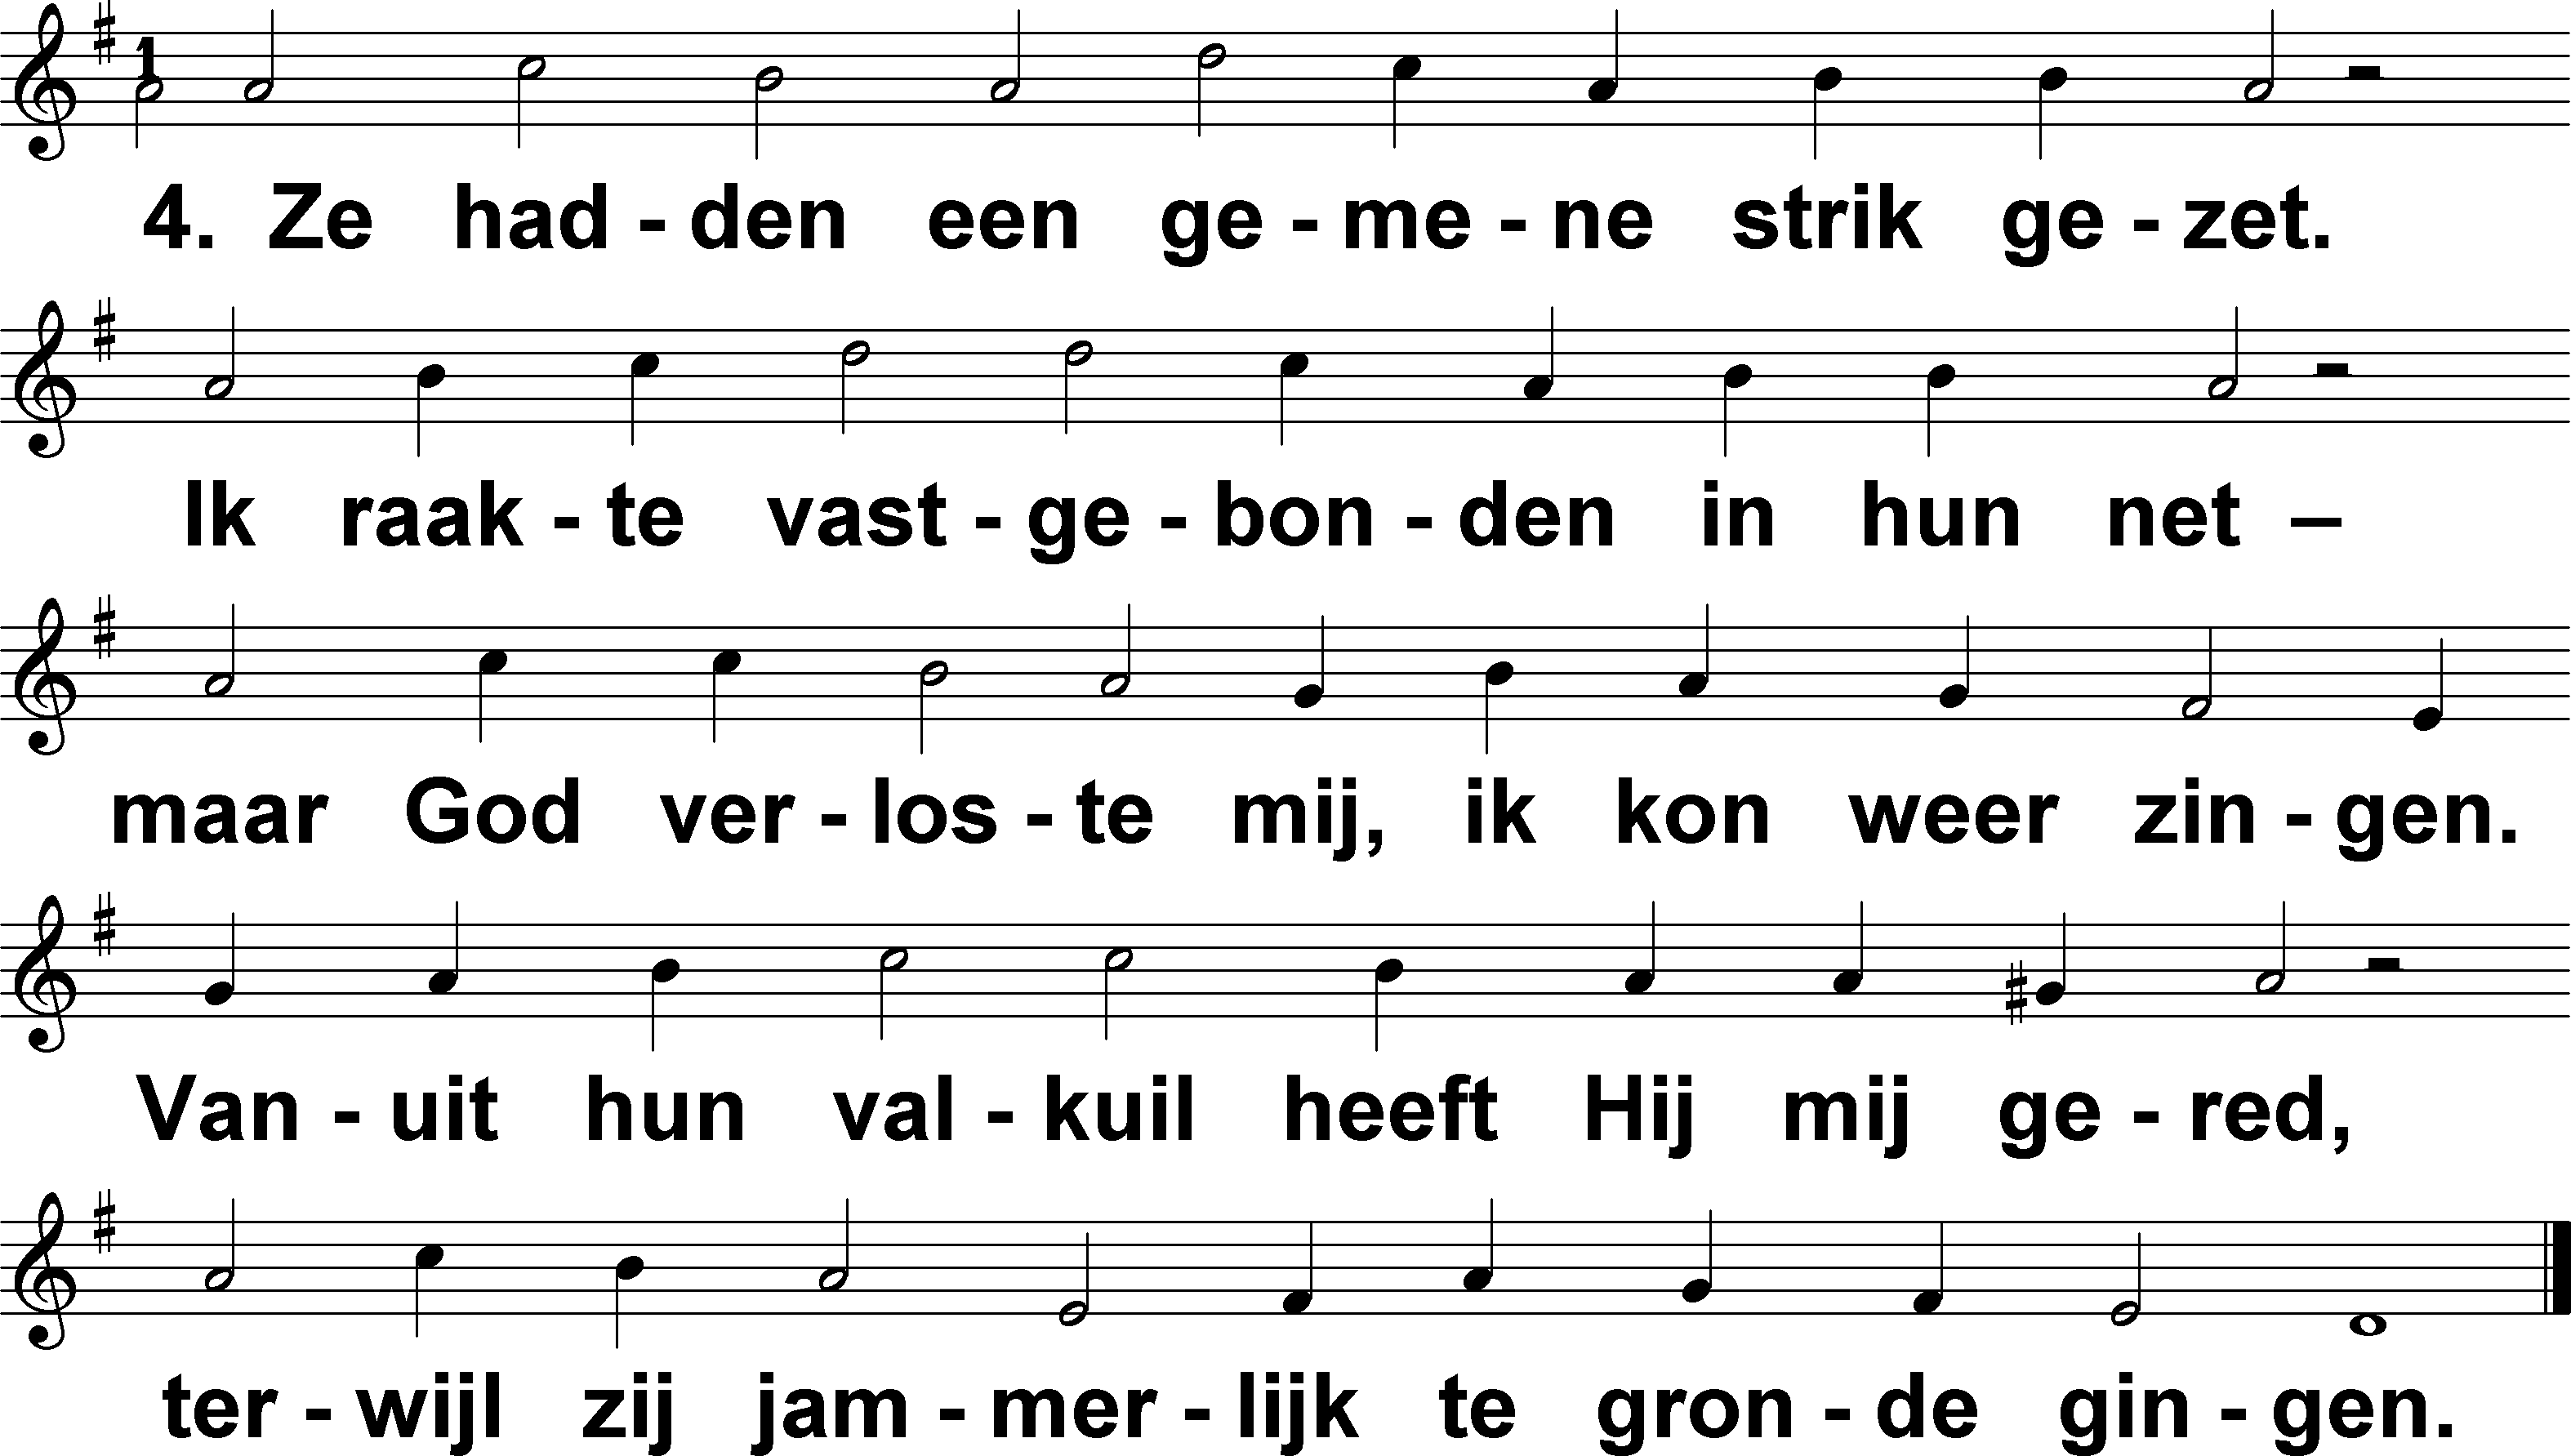 4. Ze had - den een ge - me - ne strik ge - zet.
Ik raak - te vast - ge - bon - den in hun net –
maar God ver - los - te mij, ik kon weer zin - gen.
Van - uit hun val - kuil heeft Hij mij ge - red,
ter - wijl zij jam - mer - lijk te gron - de gin - gen.